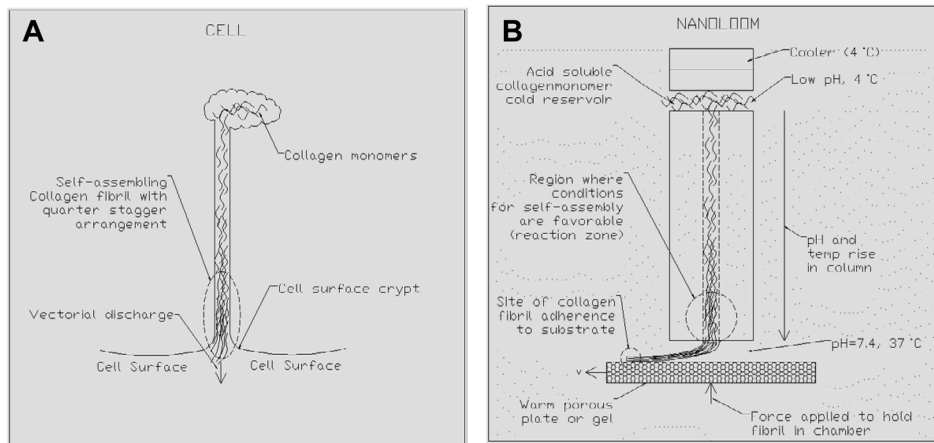 A
CELL
Collagen monomers
Self-assembling
Collagen fibril with
quarter stagger
arrangement
Cell surface crypt
Vectorial discharge
Cell Surface
Cell Surface
B
NANOLOOM
Cooler (4 °C)
Acid soluble
collagenmonomer
cold reservoir
Low pH, 4 °C
Region where
conditions
for self-assembly
are favorable
(reaction zone)
pH and
temp rise
in column
Site of collagen
fibril adherence
to substrate
pH=7.4, 37 °C
v
Warm porous
plate or gel
Force applied to hold
fibril in chamber